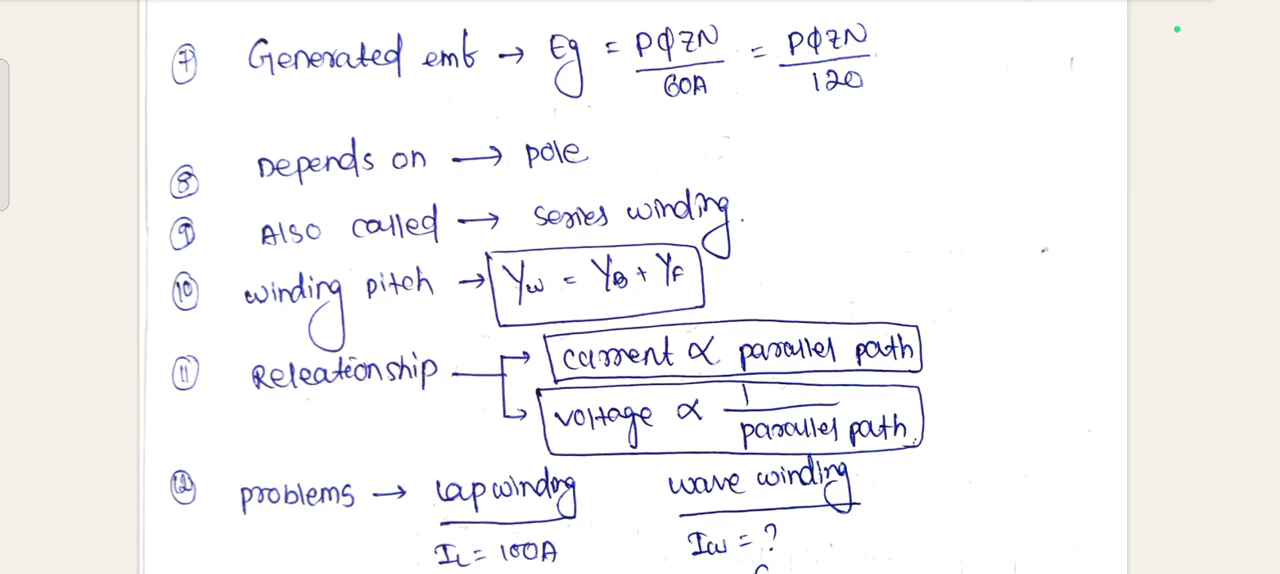 ⑦ Generated emf → Eg = PΦZN / 60A = PΦZN / 120
⑧ Depends on → pole
⑨ Also called → series winding.
⑩ winding pitch → Yw = YB + YF
⑪ Releationship → current ∝ parallel path
→ voltage ∝ 1 / parallel path
⑫ problems → lap winding wave winding
IL = 100A Iw = ?